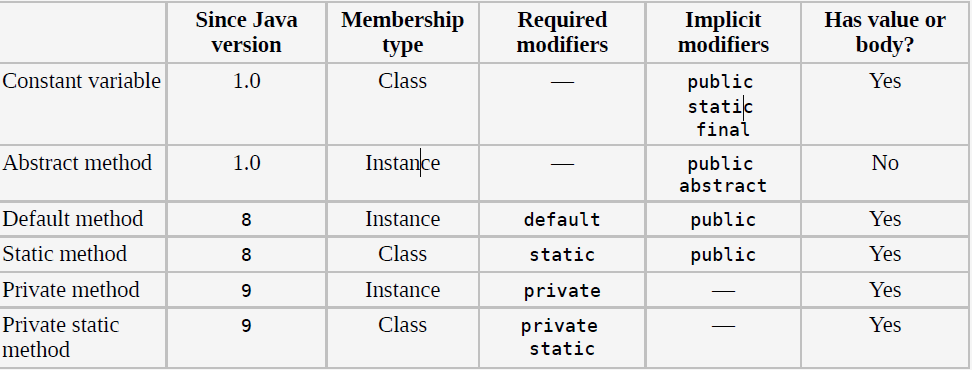 Since Java version Membership type Required modifiers Implicit modifiers Has value or body?
Constant variable 1.0 Class — public static final Yes
Abstract method 1.0 Instance — public abstract No
Default method 8 Instance default public Yes
Static method 8 Class static public Yes
Private method 9 Instance private — Yes
Private static method 9 Class private static — Yes